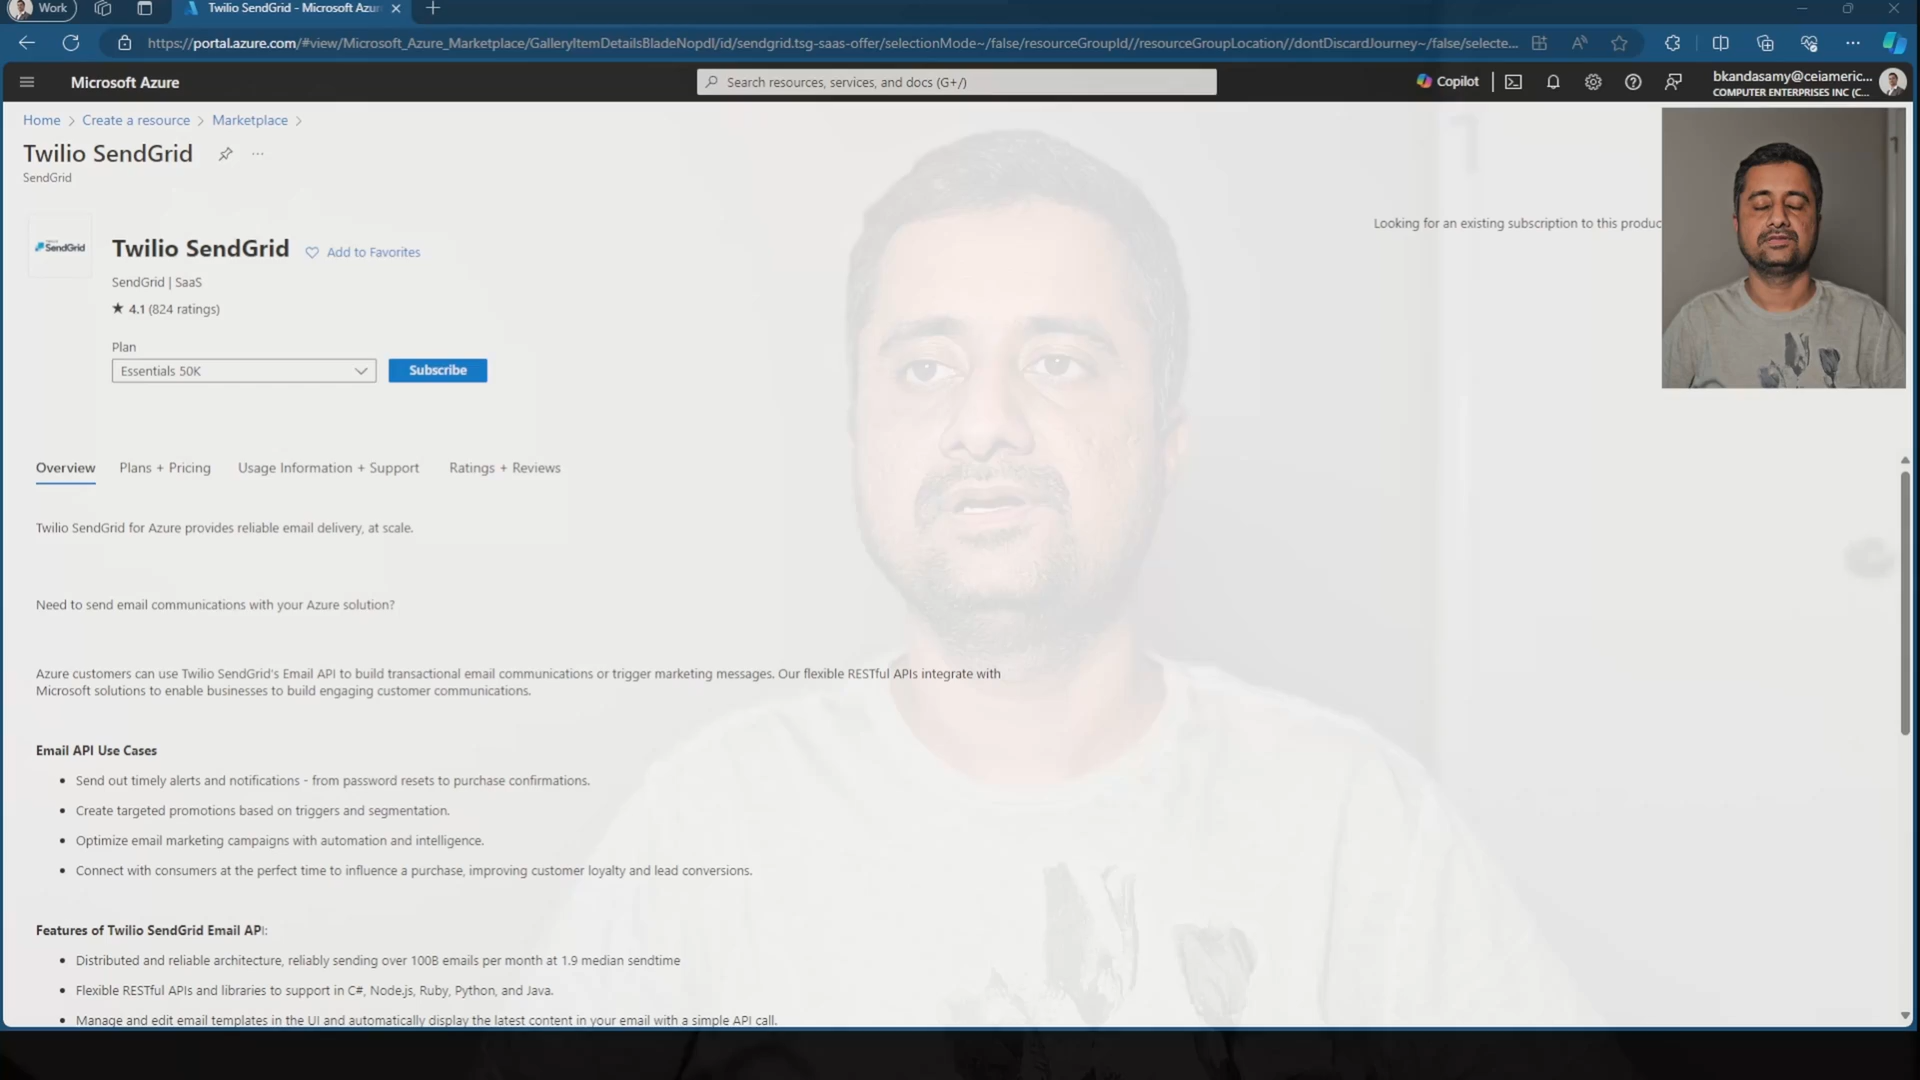 Work
Twilio SendGrid - Microsoft Azur
https://portal.azure.com/#view/Microsoft_Azure_Marketplace/GalleryItemDetailsBladeNopdl/id/sendgrid.tsg-saas-offer/selectionMode~/false/resourceGroupId//resourceGroupLocation//dontDiscardJourney~/false/selecte...
Microsoft Azure
Search resources, services, and docs (G+/)
Copilot
bkandasamy@ceiameric...
COMPUTER ENTERPRISES INC (C...
Home > Create a resource > Marketplace >
Twilio SendGrid
SendGrid
Looking for an existing subscription to this produc
SendGrid
Twilio SendGrid
Add to Favorites
SendGrid | SaaS
★ 4.1 (824 ratings)
Plan
Essentials 50K
Subscribe
Overview
Plans + Pricing
Usage Information + Support
Ratings + Reviews
Twilio SendGrid for Azure provides reliable email delivery, at scale.
Need to send email communications with your Azure solution?
Azure customers can use Twilio SendGrid's Email API to build transactional email communications or trigger marketing messages. Our flexible RESTful APIs integrate with
Microsoft solutions to enable businesses to build engaging customer communications.
Email API Use Cases
• Send out timely alerts and notifications - from password resets to purchase confirmations.
• Create targeted promotions based on triggers and segmentation.
• Optimize email marketing campaigns with automation and intelligence.
• Connect with consumers at the perfect time to influence a purchase, improving customer loyalty and lead conversions.
Features of Twilio SendGrid Email API:
• Distributed and reliable architecture, reliably sending over 100B emails per month at 1.9 median sendtime
• Flexible RESTful APIs and libraries to support in C#, Node.js, Ruby, Python, and Java.
• Manage and edit email templates in the UI and automatically display the latest content in your email with a simple API call.